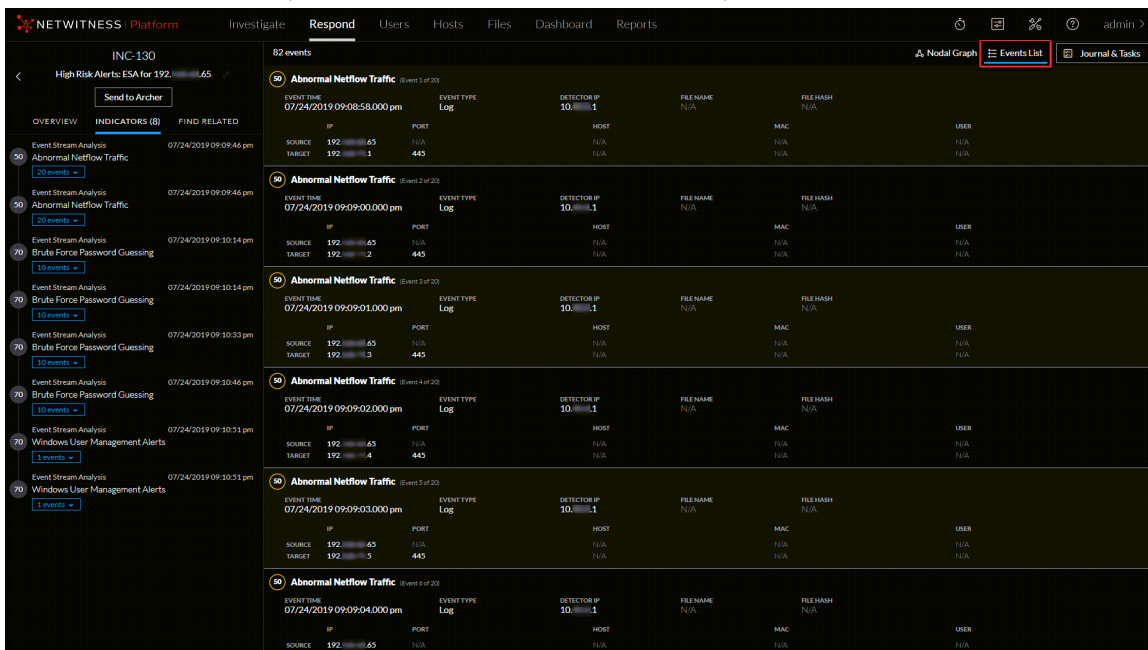 NETWITNESS Platform Investigate Respond Users Hosts Files Dashboard Reports admin >
INC-130
High Risk Alerts: ESA for 192. .65
Send to Archer
OVERVIEW INDICATORS (8) FIND RELATED
Event Stream Analysis 07/24/2019 09:09:46 pm
50 Abnormal Netflow Traffic
20 events
Event Stream Analysis 07/24/2019 09:09:46 pm
50 Abnormal Netflow Traffic
20 events
Event Stream Analysis 07/24/2019 09:10:14 pm
70 Brute Force Password Guessing
10 events
Event Stream Analysis 07/24/2019 09:10:14 pm
70 Brute Force Password Guessing
10 events
Event Stream Analysis 07/24/2019 09:10:33 pm
70 Brute Force Password Guessing
10 events
Event Stream Analysis 07/24/2019 09:10:46 pm
70 Brute Force Password Guessing
10 events
Event Stream Analysis 07/24/2019 09:10:51 pm
70 Windows User Management Alerts
1 events
Event Stream Analysis 07/24/2019 09:10:51 pm
70 Windows User Management Alerts
1 events
82 events Nodal Graph Events List Journal & Tasks
50 Abnormal Netflow Traffic (Event 1 of 20)
EVENT TIME EVENT TYPE DETECTOR IP FILE NAME FILE HASH
07/24/2019 09:08:58.000 pm Log 10. .1 N/A N/A
IP PORT HOST MAC USER
SOURCE 192. .65 N/A N/A N/A N/A
TARGET 192. .1 445 N/A N/A N/A
50 Abnormal Netflow Traffic (Event 2 of 20)
EVENT TIME EVENT TYPE DETECTOR IP FILE NAME FILE HASH
07/24/2019 09:09:00.000 pm Log 10. .1 N/A N/A
IP PORT HOST MAC USER
SOURCE 192. .65 N/A N/A N/A N/A
TARGET 192. .2 445 N/A N/A N/A
50 Abnormal Netflow Traffic (Event 3 of 20)
EVENT TIME EVENT TYPE DETECTOR IP FILE NAME FILE HASH
07/24/2019 09:09:01.000 pm Log 10. .1 N/A N/A
IP PORT HOST MAC USER
SOURCE 192. .65 N/A N/A N/A N/A
TARGET 192. .3 445 N/A N/A N/A
50 Abnormal Netflow Traffic (Event 4 of 20)
EVENT TIME EVENT TYPE DETECTOR IP FILE NAME FILE HASH
07/24/2019 09:09:02.000 pm Log 10. .1 N/A N/A
IP PORT HOST MAC USER
SOURCE 192. .65 N/A N/A N/A N/A
TARGET 192. .4 445 N/A N/A N/A
50 Abnormal Netflow Traffic (Event 5 of 20)
EVENT TIME EVENT TYPE DETECTOR IP FILE NAME FILE HASH
07/24/2019 09:09:03.000 pm Log 10. .1 N/A N/A
IP PORT HOST MAC USER
SOURCE 192. .65 N/A N/A N/A N/A
TARGET 192. .5 445 N/A N/A N/A
50 Abnormal Netflow Traffic (Event 6 of 20)
EVENT TIME EVENT TYPE DETECTOR IP FILE NAME FILE HASH
07/24/2019 09:09:04.000 pm Log 10. .1 N/A N/A
IP PORT HOST MAC USER
SOURCE 192. .65 N/A N/A N/A N/A